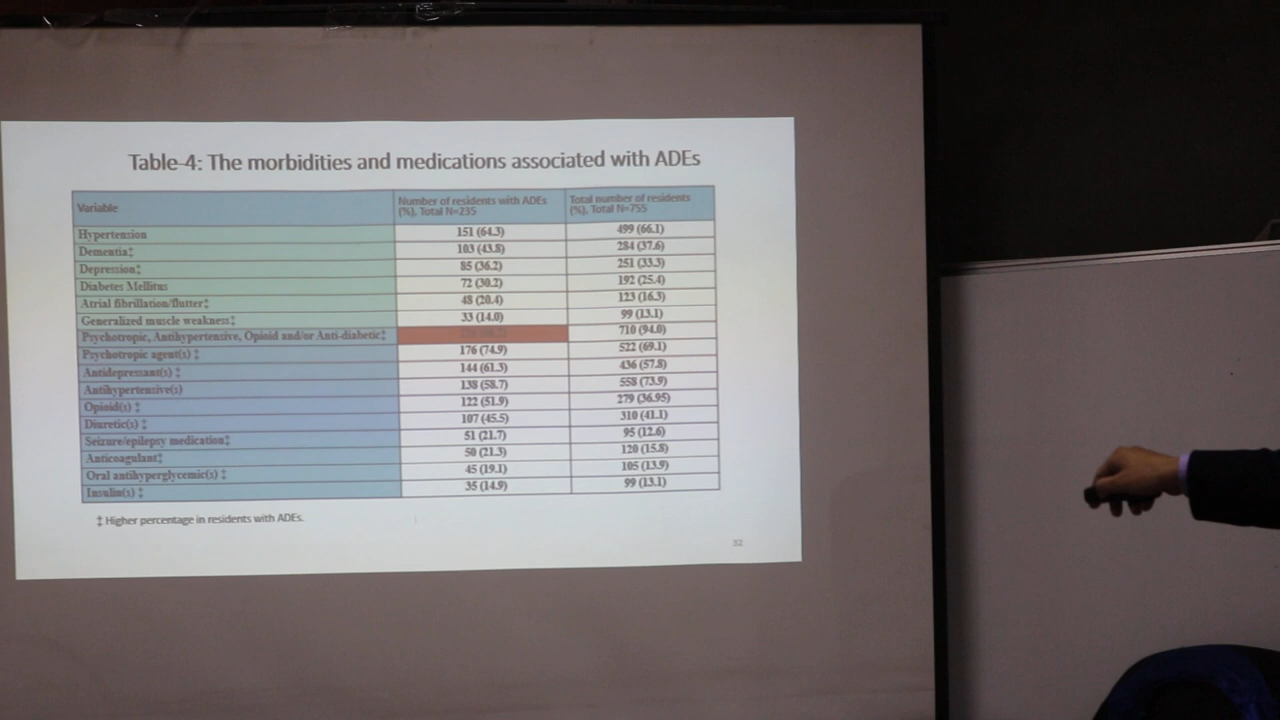 Table-4: The morbidities and medications associated with ADEs
Variable Number of residents with ADEs (%), Total N=235 Total number of residents (%), Total N=755
Hypertension 151 (64.3) 499 (66.1)
Dementia‡ 103 (43.8) 284 (37.6)
Depression‡ 85 (36.2) 251 (33.3)
Diabetes Mellitus 72 (30.2) 192 (25.4)
Atrial fibrillation/flutter‡ 48 (20.4) 123 (16.3)
Generalized muscle weakness‡ 33 (14.0) 99 (13.1)
Psychotropic, Antihypertensive, Opioid and/or Anti-diabetic‡ 710 (94.0)
Psychotropic agent(s) ‡ 176 (74.9) 522 (69.1)
Antidepressant(s) ‡ 144 (61.3) 436 (57.8)
Antihypertensive(s) 138 (58.7) 558 (73.9)
Opioid(s) ‡ 122 (51.9) 279 (36.95)
Diuretic(s) ‡ 107 (45.5) 310 (41.1)
Seizure/epilepsy medication‡ 51 (21.7) 95 (12.6)
Anticoagulant‡ 50 (21.3) 120 (15.8)
Oral antihyperglycemic(s) ‡ 45 (19.1) 105 (13.9)
Insulin(s) ‡ 35 (14.9) 99 (13.1)
‡ Higher percentage in residents with ADEs.
32